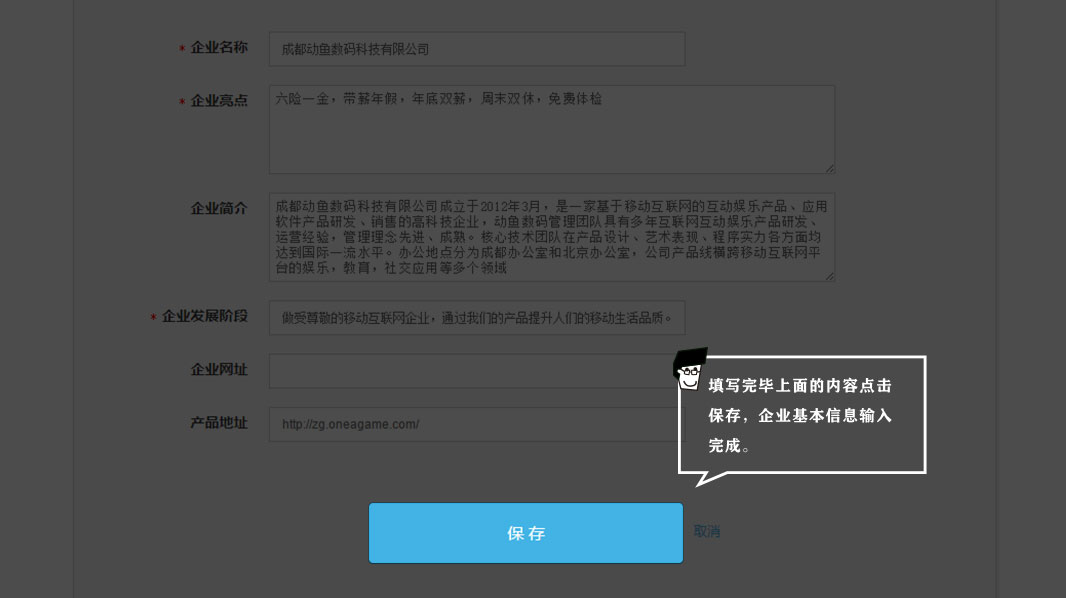 * 企业名称 成都动鱼数码科技有限公司
* 企业亮点 六险一金，带薪年假，年底双薪，周末双休，免费体检
企业简介 成都动鱼数码科技有限公司成立于2012年3月，是一家基于移动互联网的互动娱乐产品、应用
软件产品研发、销售的高科技企业，动鱼数码管理团队具有多年互联网互动娱乐产品研发、
运营经验，管理理念先进、成熟。核心技术团队在产品设计、艺术表现、程序实力各方面均
达到国际一流水平。办公地点分为成都办公室和北京办公室，公司产品线横跨移动互联网平
台的娱乐，教育，社交应用等多个领域
* 企业发展阶段 做受尊敬的移动互联网企业，通过我们的产品提升人们的移动生活品质。
企业网址
产品地址 http://zg.oneagame.com/
填写完毕上面的内容点击
保存，企业基本信息输入
完成。
保存 取消